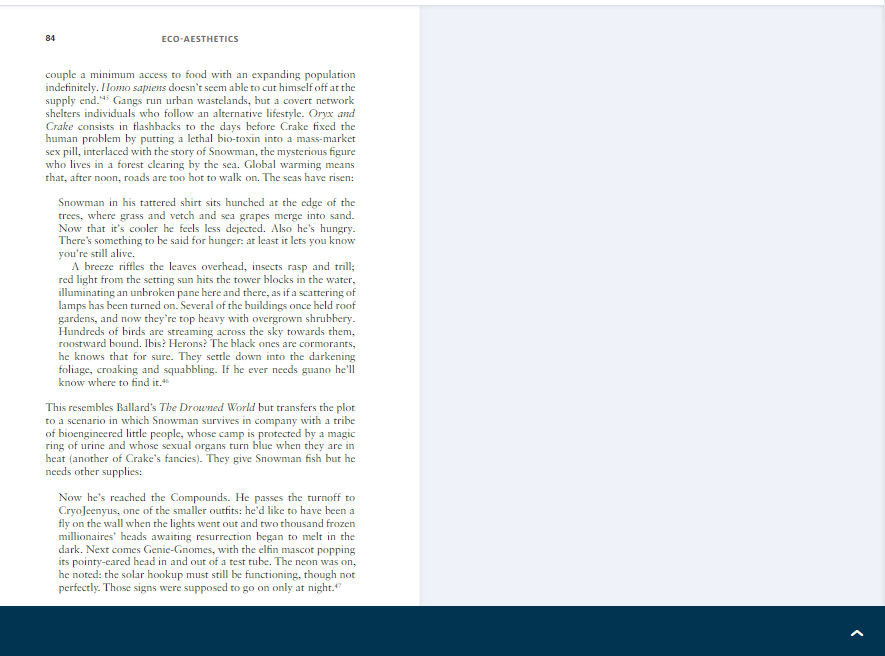 84
ECO-AESTHETICS
couple a minimum access to food with an expanding population
indefinitely. Homo sapiens doesn't seem able to cut himself off at the
supply end.'45 Gangs run urban wastelands, but a covert network
shelters individuals who follow an alternative lifestyle. Oryx and
Crake consists in flashbacks to the days before Crake fixed the
human problem by putting a lethal bio-toxin into a mass-market
sex pill, interlaced with the story of Snowman, the mysterious figure
who lives in a forest clearing by the sea. Global warming means
that, after noon, roads are too hot to walk on. The seas have risen:
Snowman in his tattered shirt sits hunched at the edge of the
trees, where grass and vetch and sea grapes merge into sand.
Now that it's cooler he feels less dejected. Also he's hungry.
There's something to be said for hunger: at least it lets you know
you're still alive.
A breeze riffles the leaves overhead, insects rasp and trill;
red light from the setting sun hits the tower blocks in the water,
illuminating an unbroken pane here and there, as if a scattering of
lamps has been turned on. Several of the buildings once held roof
gardens, and now they're top heavy with overgrown shrubbery.
Hundreds of birds are streaming across the sky towards them,
roostward bound. Ibis? Herons? The black ones are cormorants,
he knows that for sure. They settle down into the darkening
foliage, croaking and squabbling. If he ever needs guano he'll
know where to find it.46
This resembles Ballard's The Drowned World but transfers the plot
to a scenario in which Snowman survives in company with a tribe
of bioengineered little people, whose camp is protected by a magic
ring of urine and whose sexual organs turn blue when they are in
heat (another of Crake's fancies). They give Snowman fish but he
needs other supplies:
Now he's reached the Compounds. He passes the turnoff to
CryoJeenyus, one of the smaller outfits: he'd like to have been a
fly on the wall when the lights went out and two thousand frozen
millionaires' heads awaiting resurrection began to melt in the
dark. Next comes Genie-Gnomes, with the elfin mascot popping
its pointy-eared head in and out of a test tube. The neon was on,
he noted: the solar hookup must still be functioning, though not
perfectly. Those signs were supposed to go on only at night.47